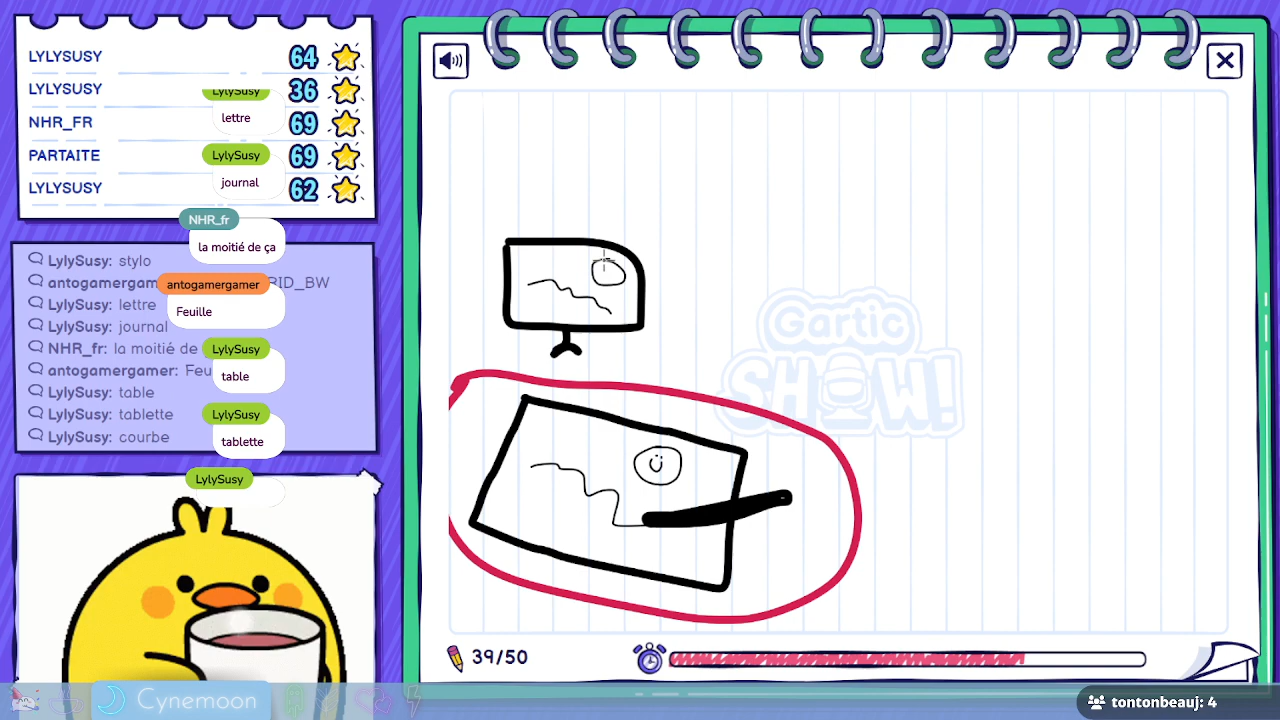 LYLYSUSY 64
LYLYSUSY 36
NHR_FR 69
PARTAITE 69
LYLYSUSY 62
LylySusy
lettre
LylySusy
journal
NHR_fr
la moitié de ça
antogamergamer
Feuille
LylySusy
table
LylySusy
tablette
LylySusy
LylySusy: stylo
antogamergam RID_BW
LylySusy: lettre
LylySusy: journal
NHR_fr: la moitié de
antogamergamer: Feu
LylySusy: table
LylySusy: tablette
LylySusy: courbe
Gartic
SHOW!
39/50
Cynemoon
tontonbeauj: 4